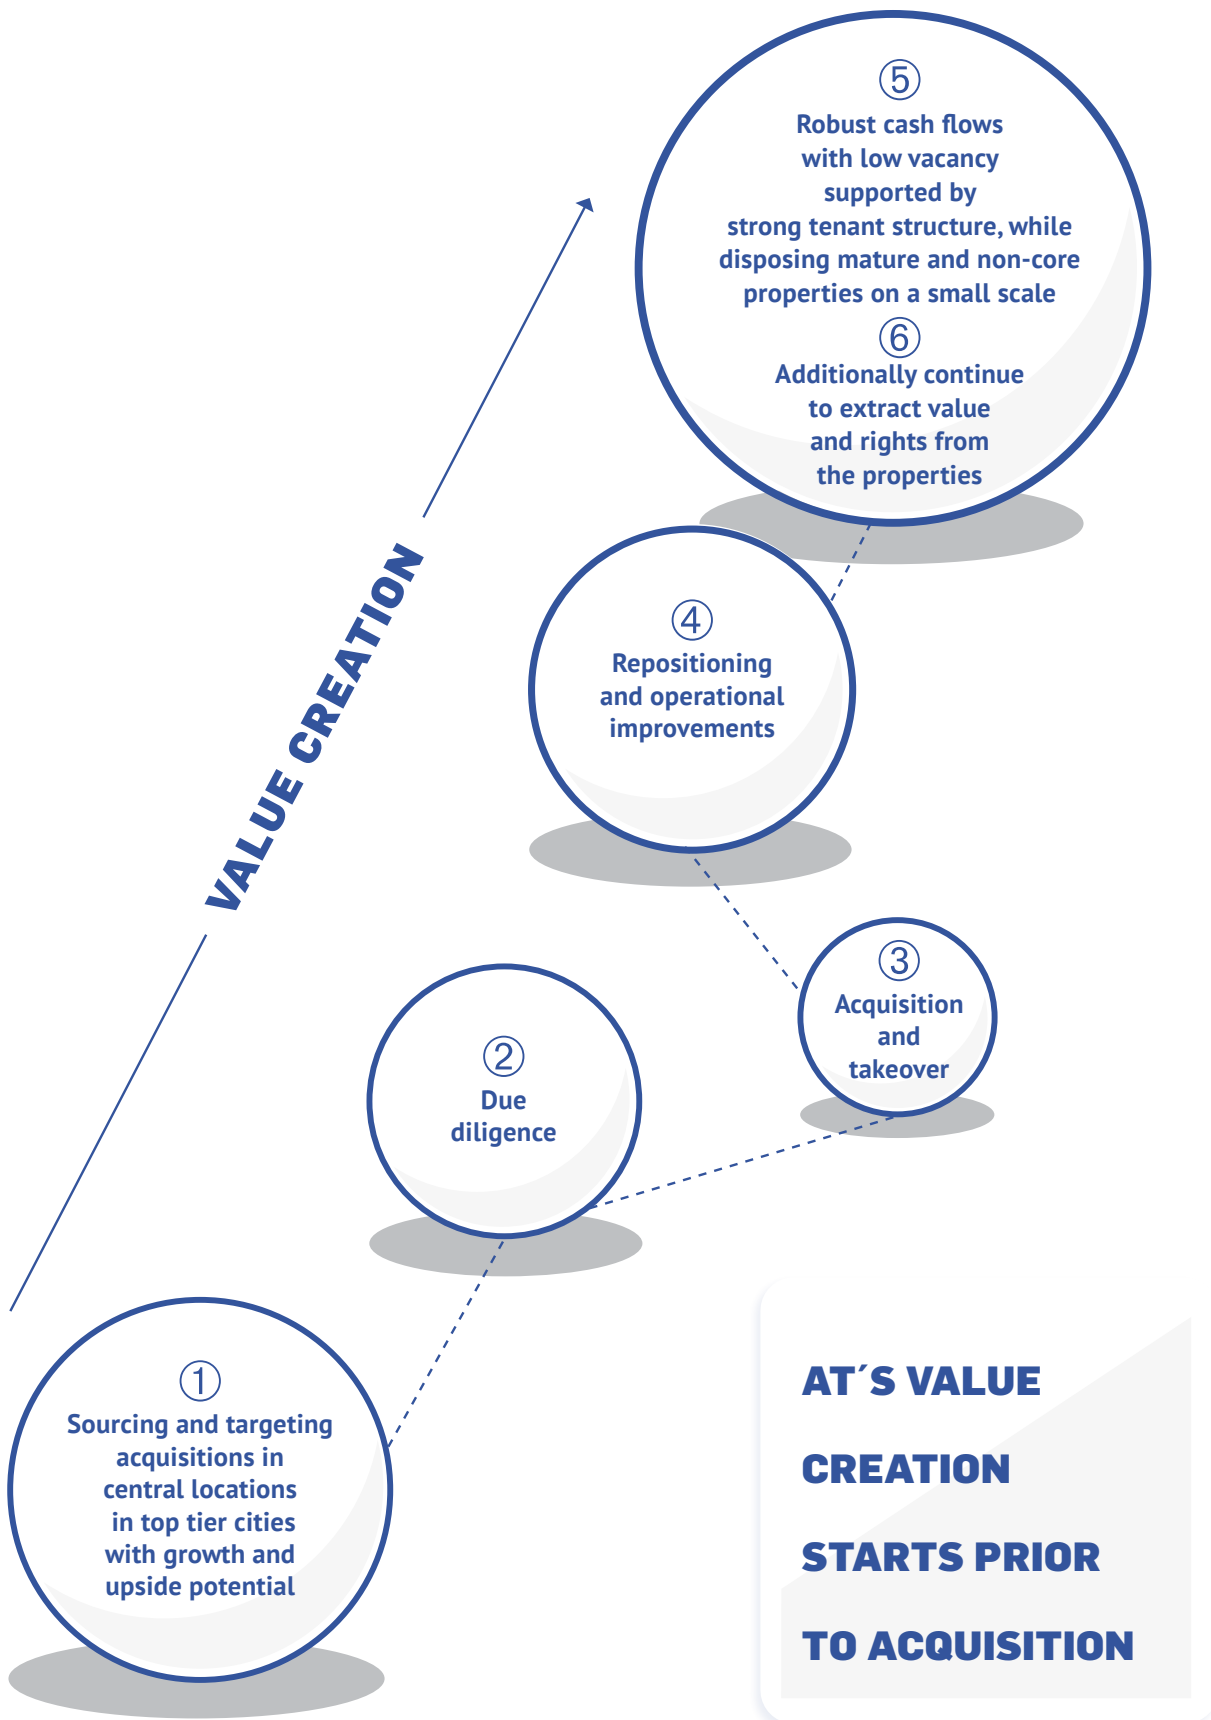 ⑤
Robust cash flows
with low vacancy
supported by
strong tenant structure, while
disposing mature and non-core
properties on a small scale
⑥
Additionally continue
to extract value
and rights from
the properties
④
Repositioning
and operational
improvements
VALUE CREATION
③
Acquisition
and
takeover
②
Due
diligence
①
Sourcing and targeting
acquisitions in
central locations
in top tier cities
with growth and
upside potential
AT´S VALUE
CREATION
STARTS PRIOR
TO ACQUISITION